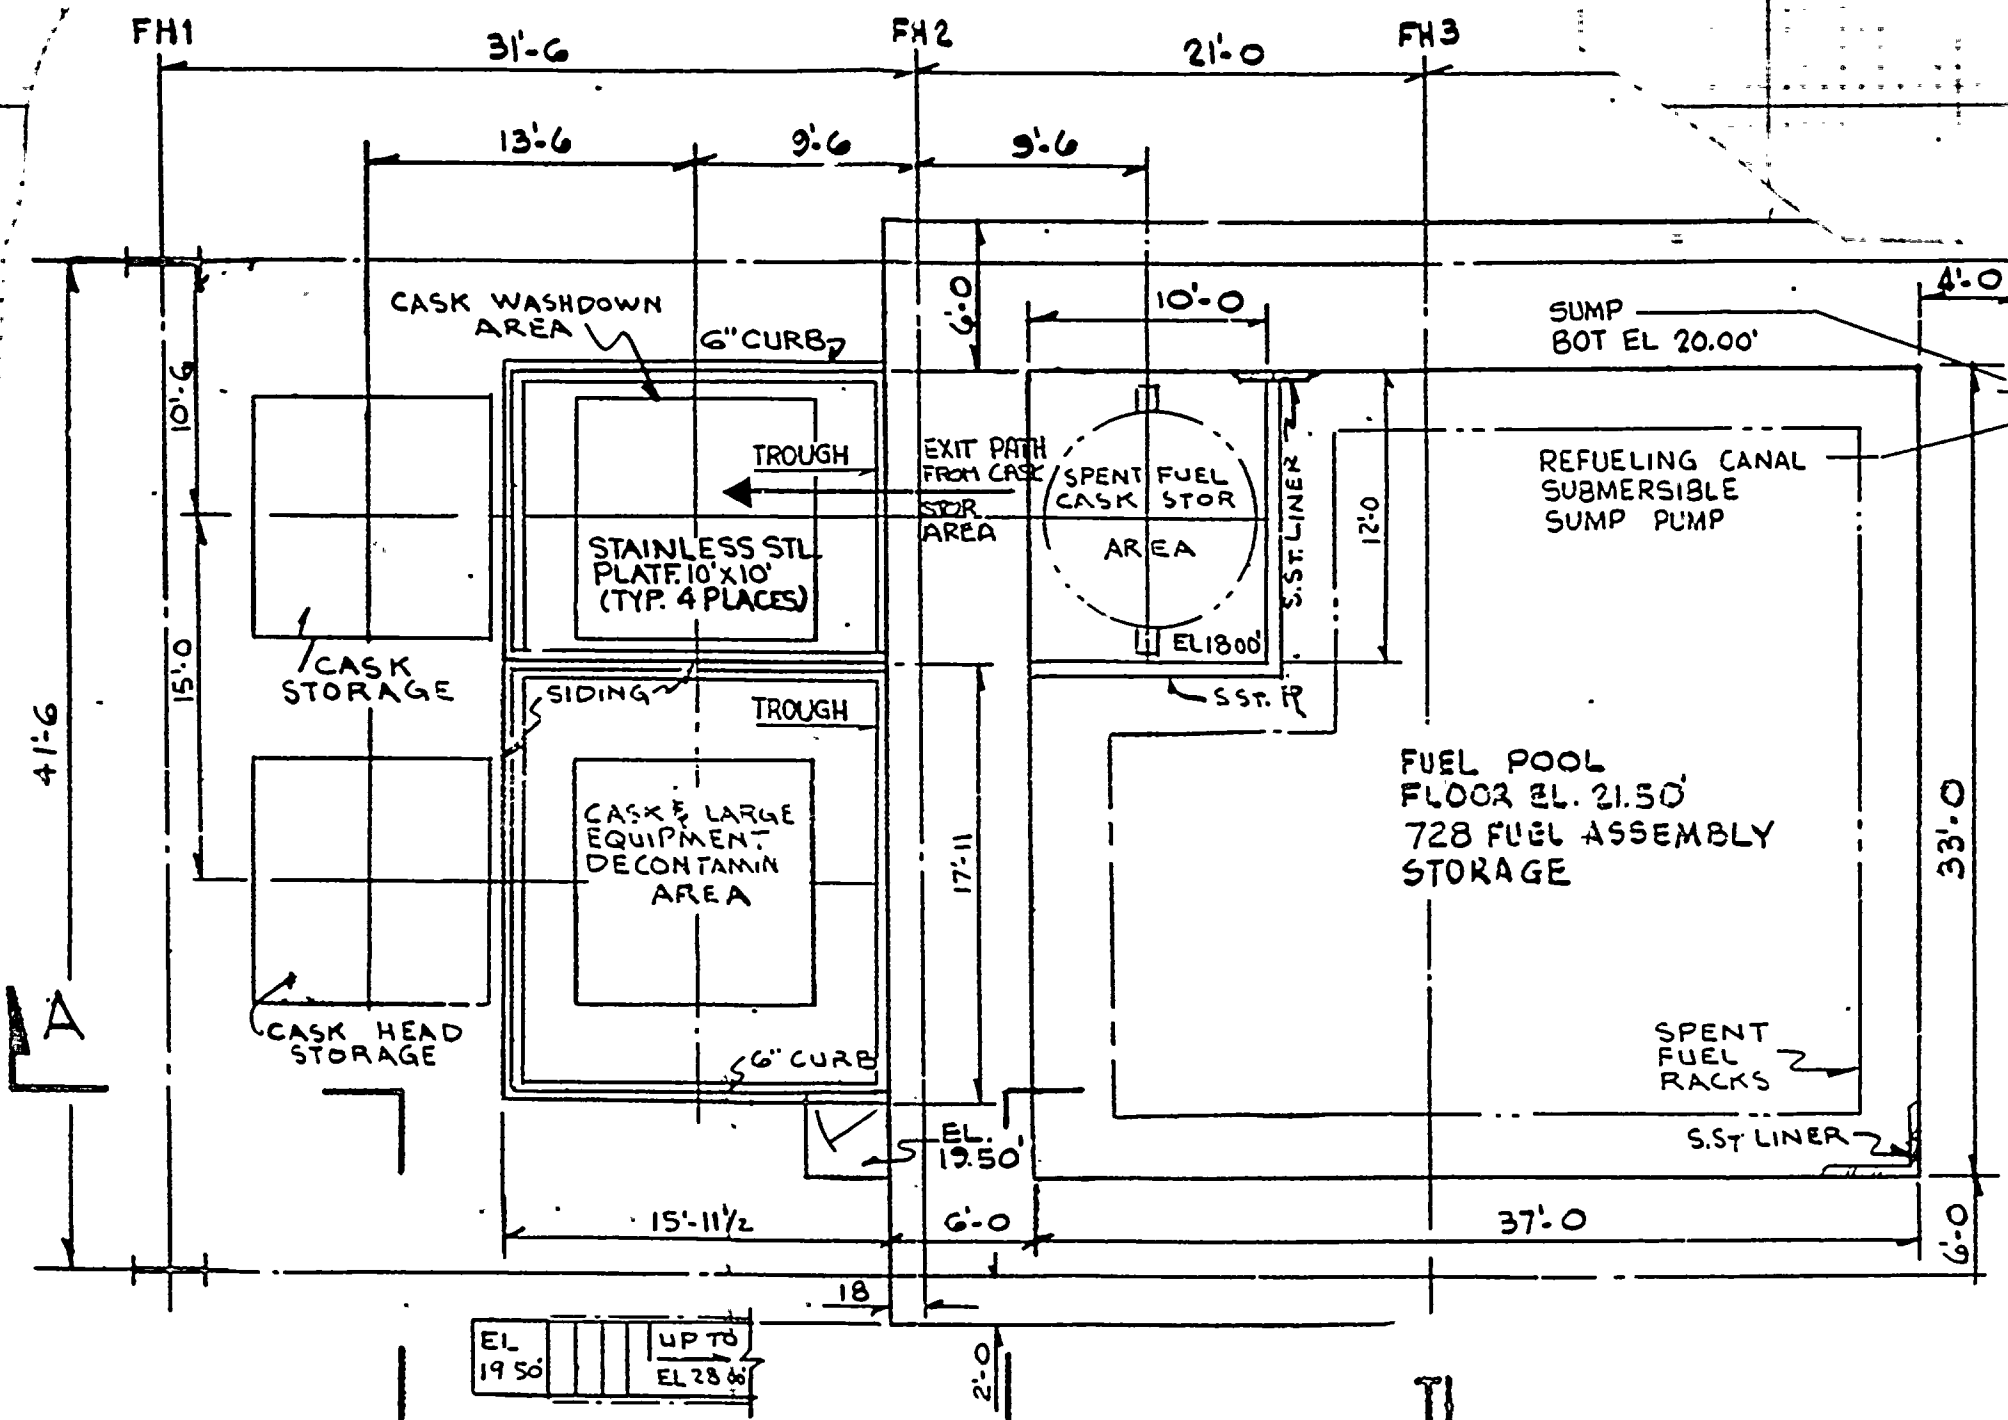 FH1
FH2
FH3
31'-6
21'-0
13'-6
9'-6
9'-6
6'-0
10'-0
4'-0
CASK WASHDOWN
AREA
6" CURB
SUMP
BOT EL 20.00'
10'-6
TROUGH
EXIT PATH
FROM CASK
STOR
AREA
SPENT FUEL
CASK STOR
AREA
S.ST. LINER
12'-0
REFUELING CANAL
SUBMERSIBLE
SUMP PUMP
STAINLESS STL
PLATF. 10'X10'
(TYP. 4 PLACES)
EL 18 00'
CASK
STORAGE
15'-0
SIDING
S ST. PL
TROUGH
41'-6
FUEL POOL
FLOOR EL. 21.50'
728 FUEL ASSEMBLY
STORAGE
33'-0
CASK & LARGE
EQUIPMENT
DECONTAMIN
AREA
17'-11
A
CASK HEAD
STORAGE
6" CURB
SPENT
FUEL
RACKS
EL.
19.50'
S.ST LINER
15'-11 1/2
6'-0
37'-0
6'-0
18
EL
19 50'
UP TO
EL 28 00'
2'-0